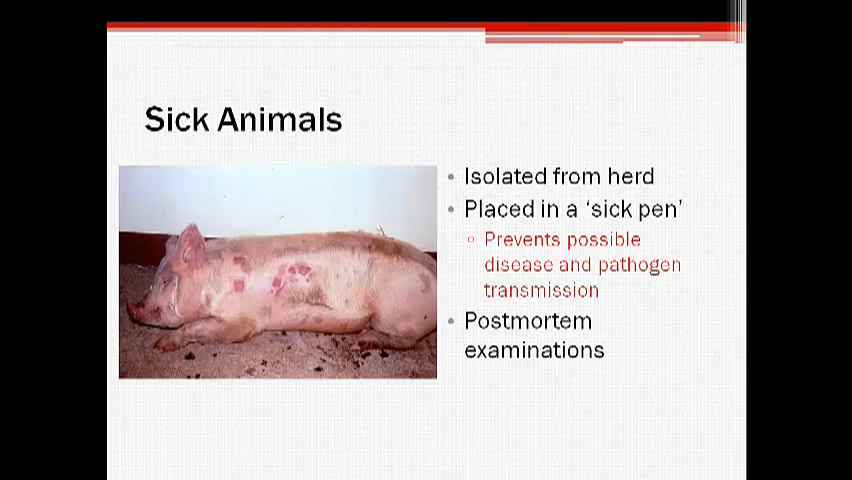 Sick Animals
• Isolated from herd
• Placed in a ‘sick pen’
▫ Prevents possible
disease and pathogen
transmission
• Postmortem
examinations